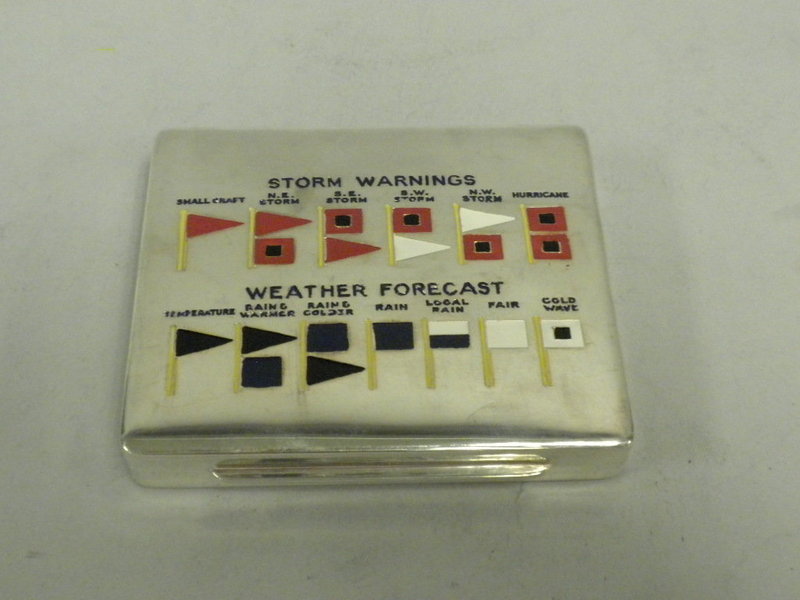 STORM WARNINGS
SMALL CRAFT N.E. STORM S.E. STORM S.W. STORM N.W. STORM HURRICANE
WEATHER FORECAST
TEMPERATURE RAIN & WARMER RAIN & COLDER RAIN LOCAL RAIN FAIR COLD WAVE